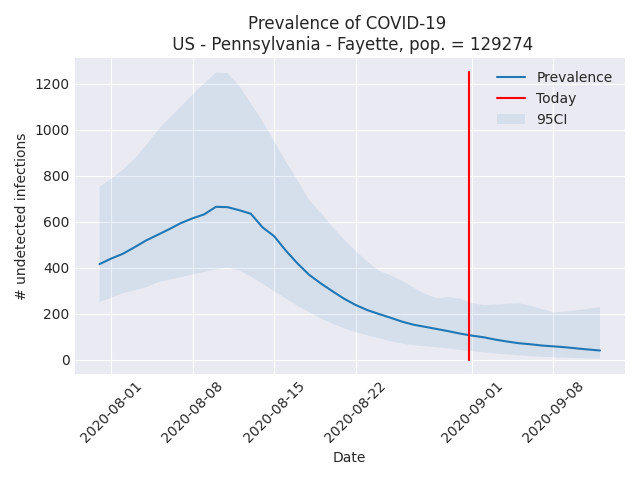 Prevalence of COVID-19
US - Pennsylvania - Fayette, pop. = 129274
Prevalence
Today
95CI
# undetected infections
1200
1000
800
600
400
200
0
2020-08-01
2020-08-08
2020-08-15
2020-08-22
2020-09-01
2020-09-08
Date